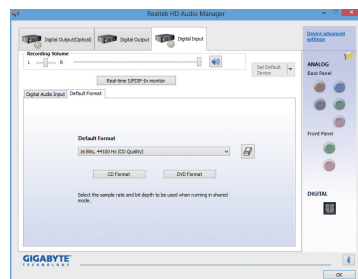 Realtek HD Audio Manager
Digital Output(Optical)
Digital Output
Digital Input
Device advanced
settings
Recording Volume
L
R
Set Default
Device
Real-time S/PDIF-In monitor
Digital Audio Input
Default Format
Default Format
16 Bits, 44100 Hz (CD Quality)
CD Format
DVD Format
Select the sample rate and bit depth to be used when running in shared
mode.
ANALOG
Back Panel
Front Panel
DIGITAL
GIGABYTE™
TECHNOLOGY
OK